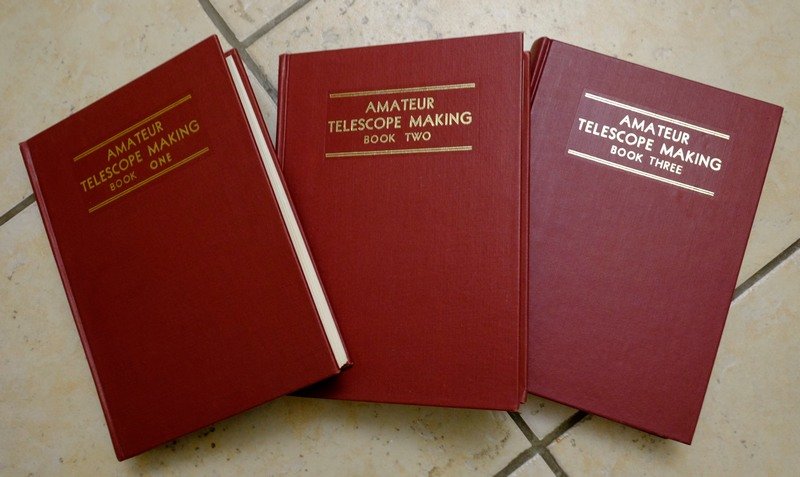 AMATEUR
TELESCOPE MAKING
BOOK ONE
AMATEUR
TELESCOPE MAKING
BOOK TWO
AMATEUR
TELESCOPE MAKING
BOOK THREE